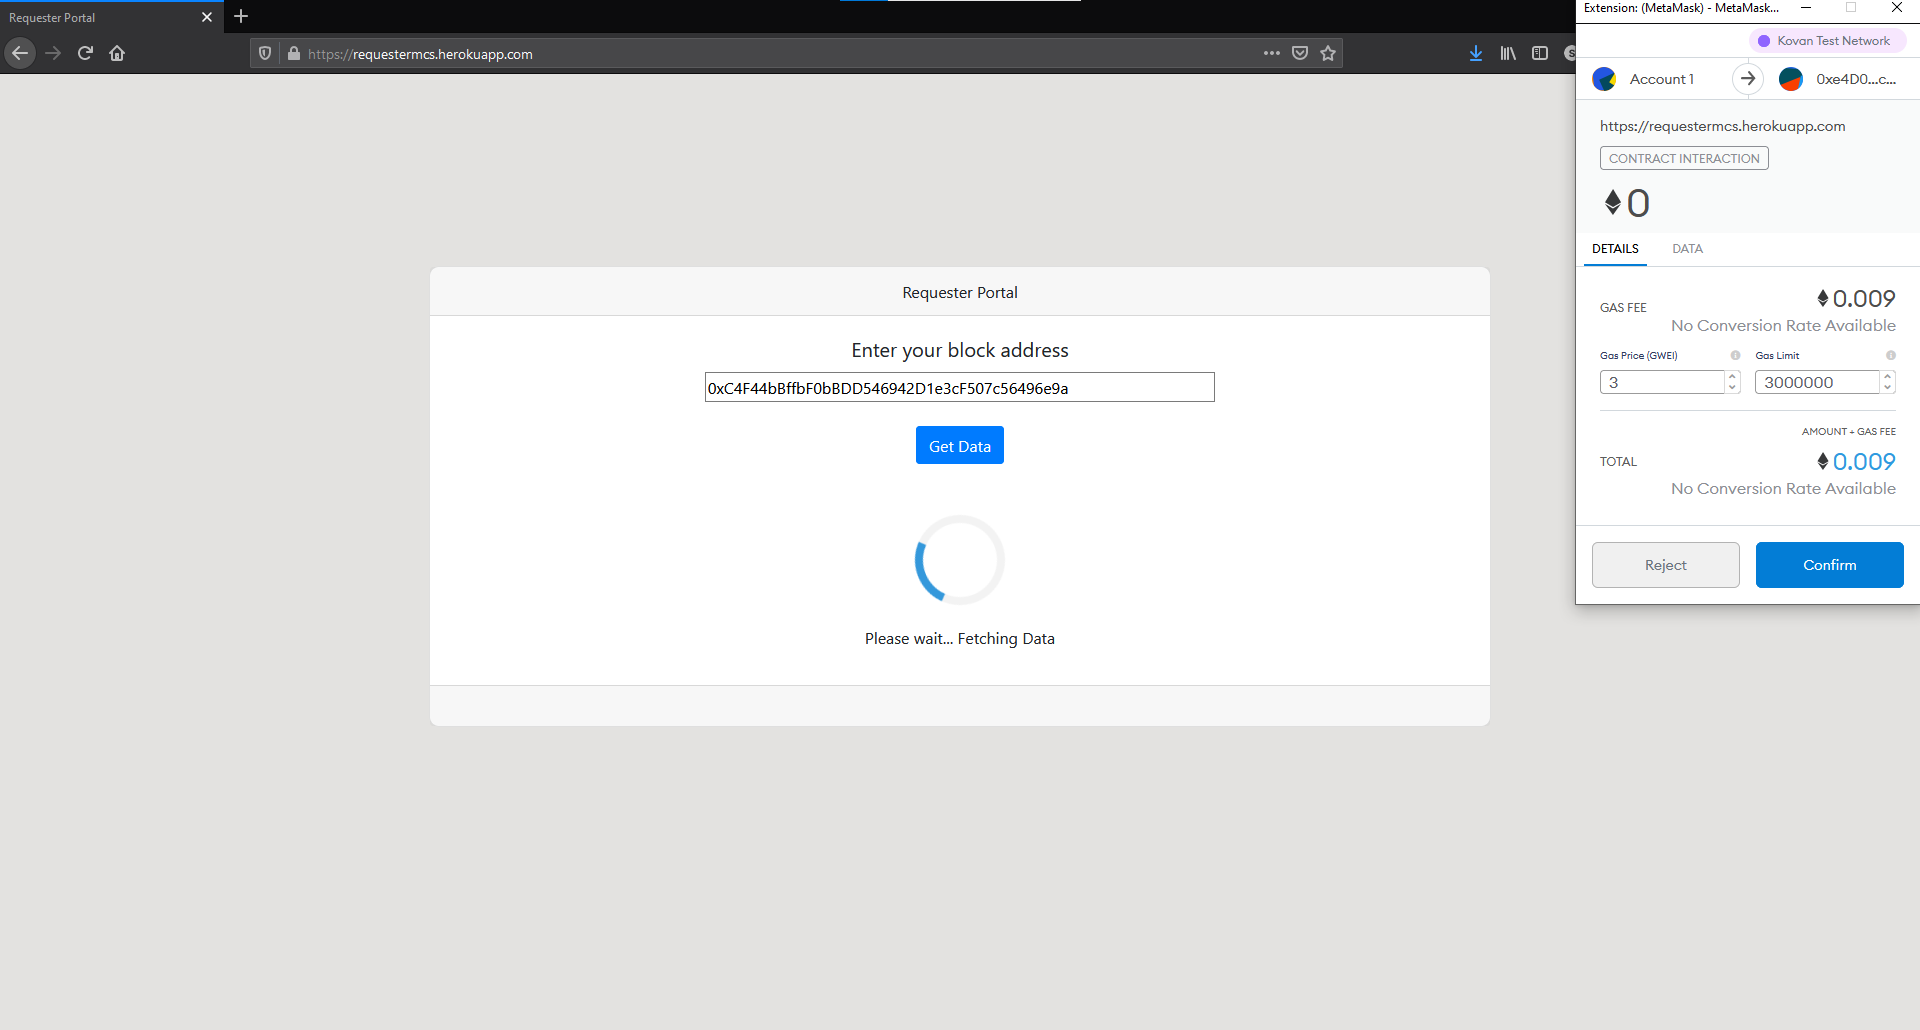 Requester Portal
https://requestermcs.herokuapp.com
Extension: (MetaMask) - MetaMask...
Kovan Test Network
Account 1
0xe4D0...c...
https://requestermcs.herokuapp.com
CONTRACT INTERACTION
0
DETAILS DATA
GAS FEE
0.009
No Conversion Rate Available
Gas Price (GWEI) Gas Limit
3 3000000
AMOUNT + GAS FEE
TOTAL
0.009
No Conversion Rate Available
Reject Confirm
Requester Portal
Enter your block address
0xC4F44bBffbF0bBDD546942D1e3cF507c56496e9a
Get Data
Please wait... Fetching Data